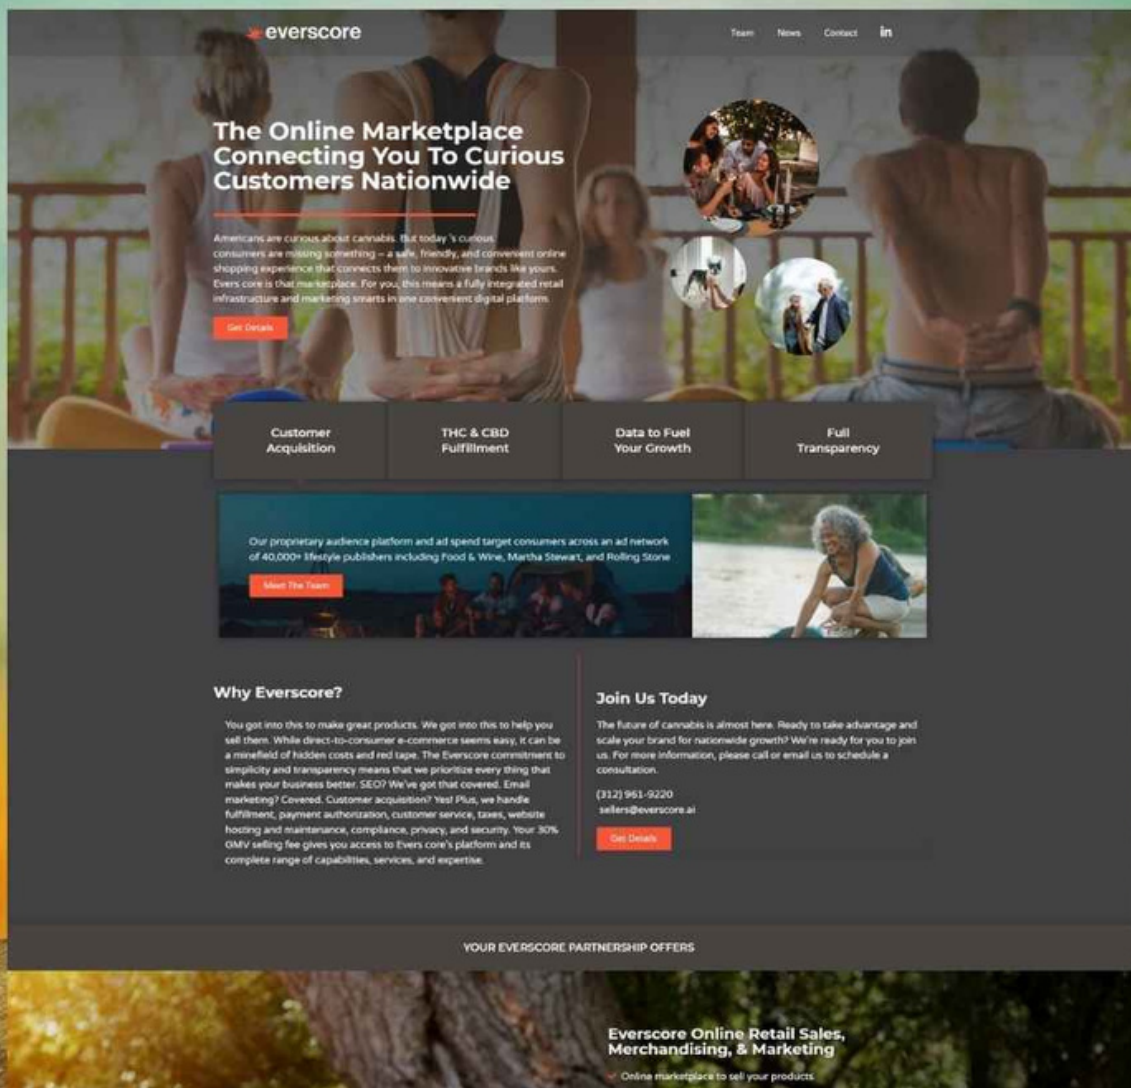 everscore
Team News Contact in
The Online Marketplace
Connecting You To Curious
Customers Nationwide
Americans are curious about cannabis. But today 's curious
consumers are missing something – a safe, friendly, and convenient online
shopping experience that connects them to innovative brands like yours.
Evers core is that marketplace. For you, this means a fully integrated retail
infrastructure and marketing smarts in one convenient digital platform.
Get Details
Customer
Acquisition
THC & CBD
Fulfillment
Data to Fuel
Your Growth
Full
Transparency
Our proprietary audience platform and ad spend target consumers across an ad network
of 40,000+ lifestyle publishers including Food & Wine, Martha Stewart, and Rolling Stone
Meet The Team
Why Everscore?
You got into this to make great products. We got into this to help you
sell them. While direct-to-consumer e-commerce seems easy, it can be
a minefield of hidden costs and red tape. The Everscore commitment to
simplicity and transparency means that we prioritize every thing that
makes your business better. SEO? We've got that covered. Email
marketing? Covered. Customer acquisition? Yes! Plus, we handle
fulfillment, payment authorization, customer service, taxes, website
hosting and maintenance, compliance, privacy, and security. Your 30%
GMV selling fee gives you access to Evers core's platform and its
complete range of capabilities, services, and expertise.
Join Us Today
The future of cannabis is almost here. Ready to take advantage and
scale your brand for nationwide growth? We're ready for you to join
us. For more information, please call or email us to schedule a
consultation.
(312) 961-9220
sellers@everscore.ai
Get Details
YOUR EVERSCORE PARTNERSHIP OFFERS
Everscore Online Retail Sales,
Merchandising, & Marketing
Online marketplace to sell your products